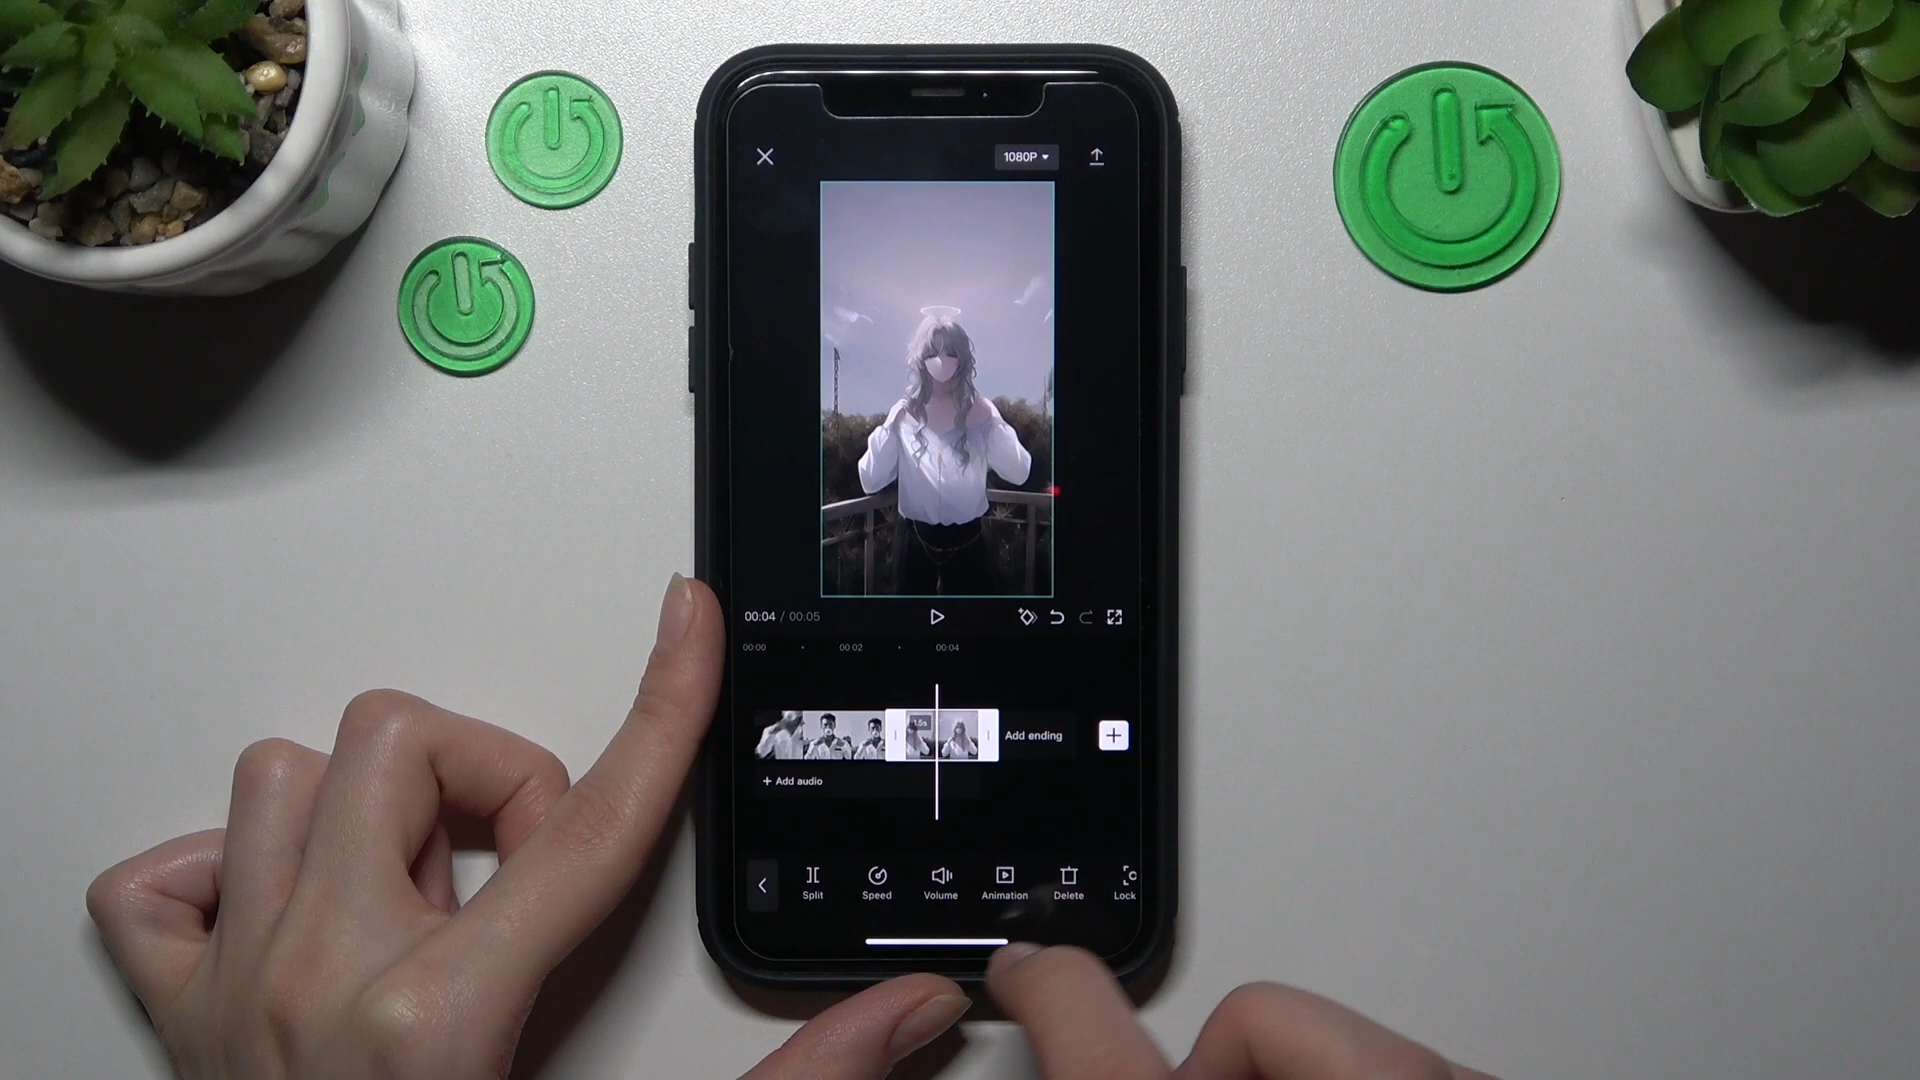 1080P
00:04 / 00:05
00:00 00:02 00:04
1.5s
Add ending
+ Add audio
Split Speed Volume Animation Delete Lock